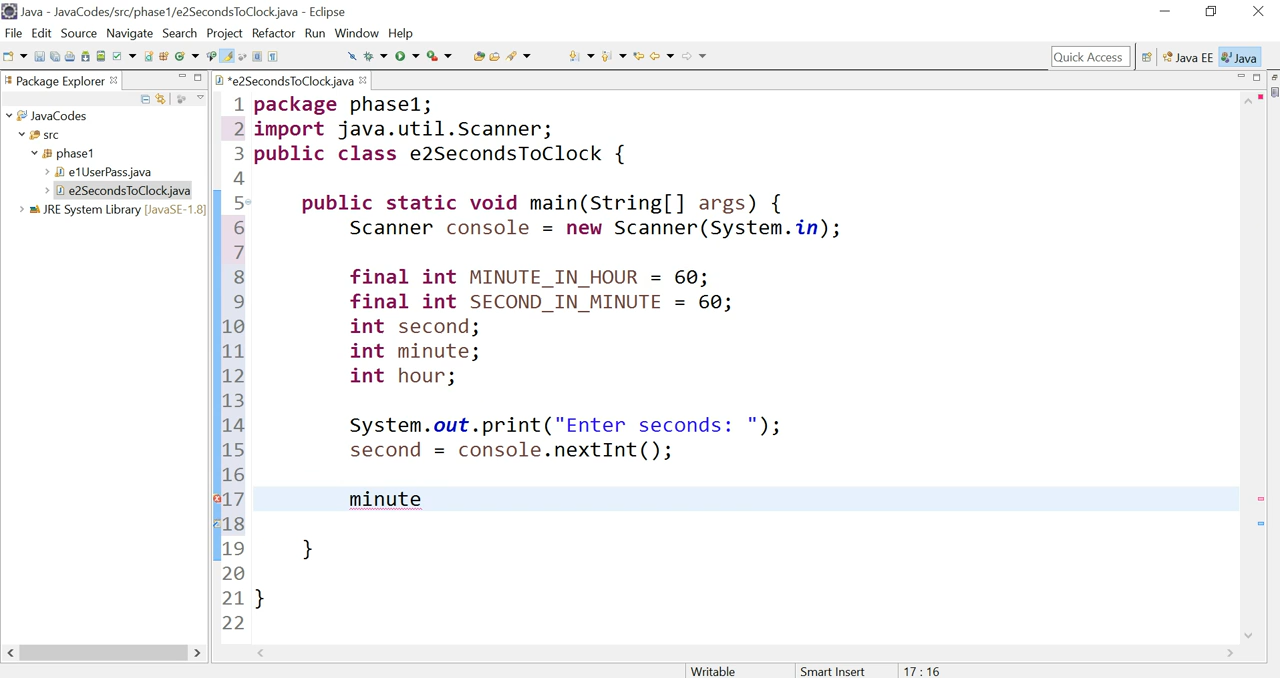 Java - JavaCodes/src/phase1/e2SecondsToClock.java - Eclipse
File Edit Source Navigate Search Project Refactor Run Window Help
Quick Access Java EE Java
Package Explorer
*e2SecondsToClock.java
JavaCodes
src
phase1
e1UserPass.java
e2SecondsToClock.java
JRE System Library [JavaSE-1.8]
1 package phase1;
2 import java.util.Scanner;
3 public class e2SecondsToClock {
4
5 public static void main(String[] args) {
6 Scanner console = new Scanner(System.in);
7
8 final int MINUTE_IN_HOUR = 60;
9 final int SECOND_IN_MINUTE = 60;
10 int second;
11 int minute;
12 int hour;
13
14 System.out.print("Enter seconds: ");
15 second = console.nextInt();
16
17 minute
18
19 }
20
21 }
22
Writable Smart Insert 17 : 16